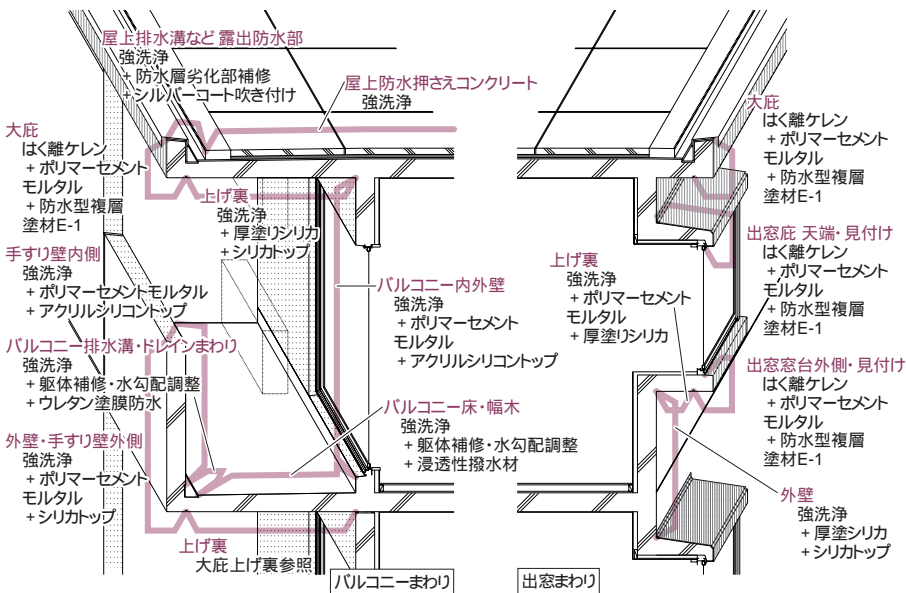 屋上排水溝など 露出防水部
強洗浄
+ 防水層劣化部補修
+ シルバーコート吹き付け
屋上防水押さえコンクリート
強洗浄
大庇
はく離ケレン
+ ポリマーセメント
モルタル
+ 防水型複層
塗材E-1
上げ裏
強洗浄
+ 厚塗りシリカ
+ シリカトップ
手すり壁内側
強洗浄
+ ポリマーセメントモルタル
+ アクリルシリコントップ
バルコニー内外壁
強洗浄
+ ポリマーセメント
モルタル
+ アクリルシリコントップ
バルコニー排水溝・ドレインまわり
強洗浄
+ 躯体補修・水勾配調整
+ ウレタン塗膜防水
バルコニー床・幅木
強洗浄
+ 躯体補修・水勾配調整
+ 浸透性撥水材
外壁・手すり壁外側
強洗浄
+ ポリマーセメント
モルタル
+ シリカトップ
上げ裏
大庇上げ裏参照
バルコニーまわり
大庇
はく離ケレン
+ ポリマーセメント
モルタル
+ 防水型複層
塗材E-1
出窓庇 天端・見付け
はく離ケレン
+ ポリマーセメント
モルタル
+ 防水型複層
塗材E-1
上げ裏
強洗浄
+ ポリマーセメント
モルタル
+ 厚塗りシリカ
出窓窓台外側・見付け
はく離ケレン
+ ポリマーセメント
モルタル
+ 防水型複層
塗材E-1
外壁
強洗浄
+ 厚塗シリカ
+ シリカトップ
出窓まわり